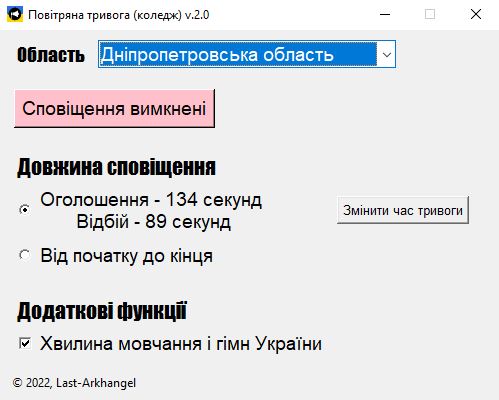 Повітряна тривога (коледж) v.2.0
Область
Дніпропетровська область
Сповіщення вимкнені
Довжина сповіщення
Оголошення - 134 секунд
Відбій - 89 секунд
Змінити час тривоги
Від початку до кінця
Додаткові функції
Хвилина мовчання і гімн України
© 2022, Last-Arkhangel